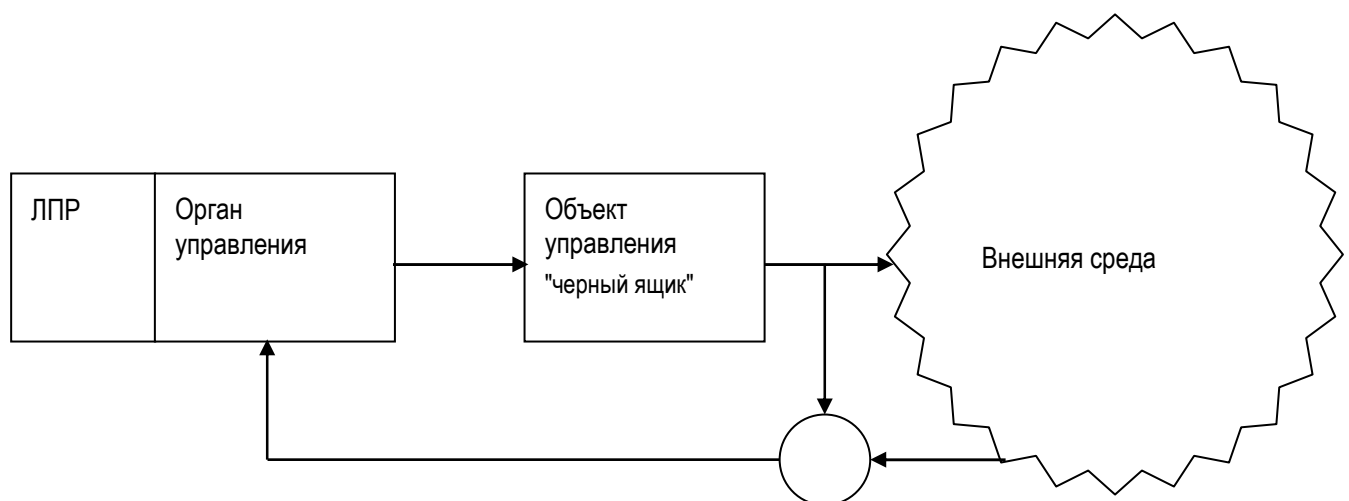 ЛПР
Орган
управления
Объект
управления
"черный ящик"
Внешняя среда